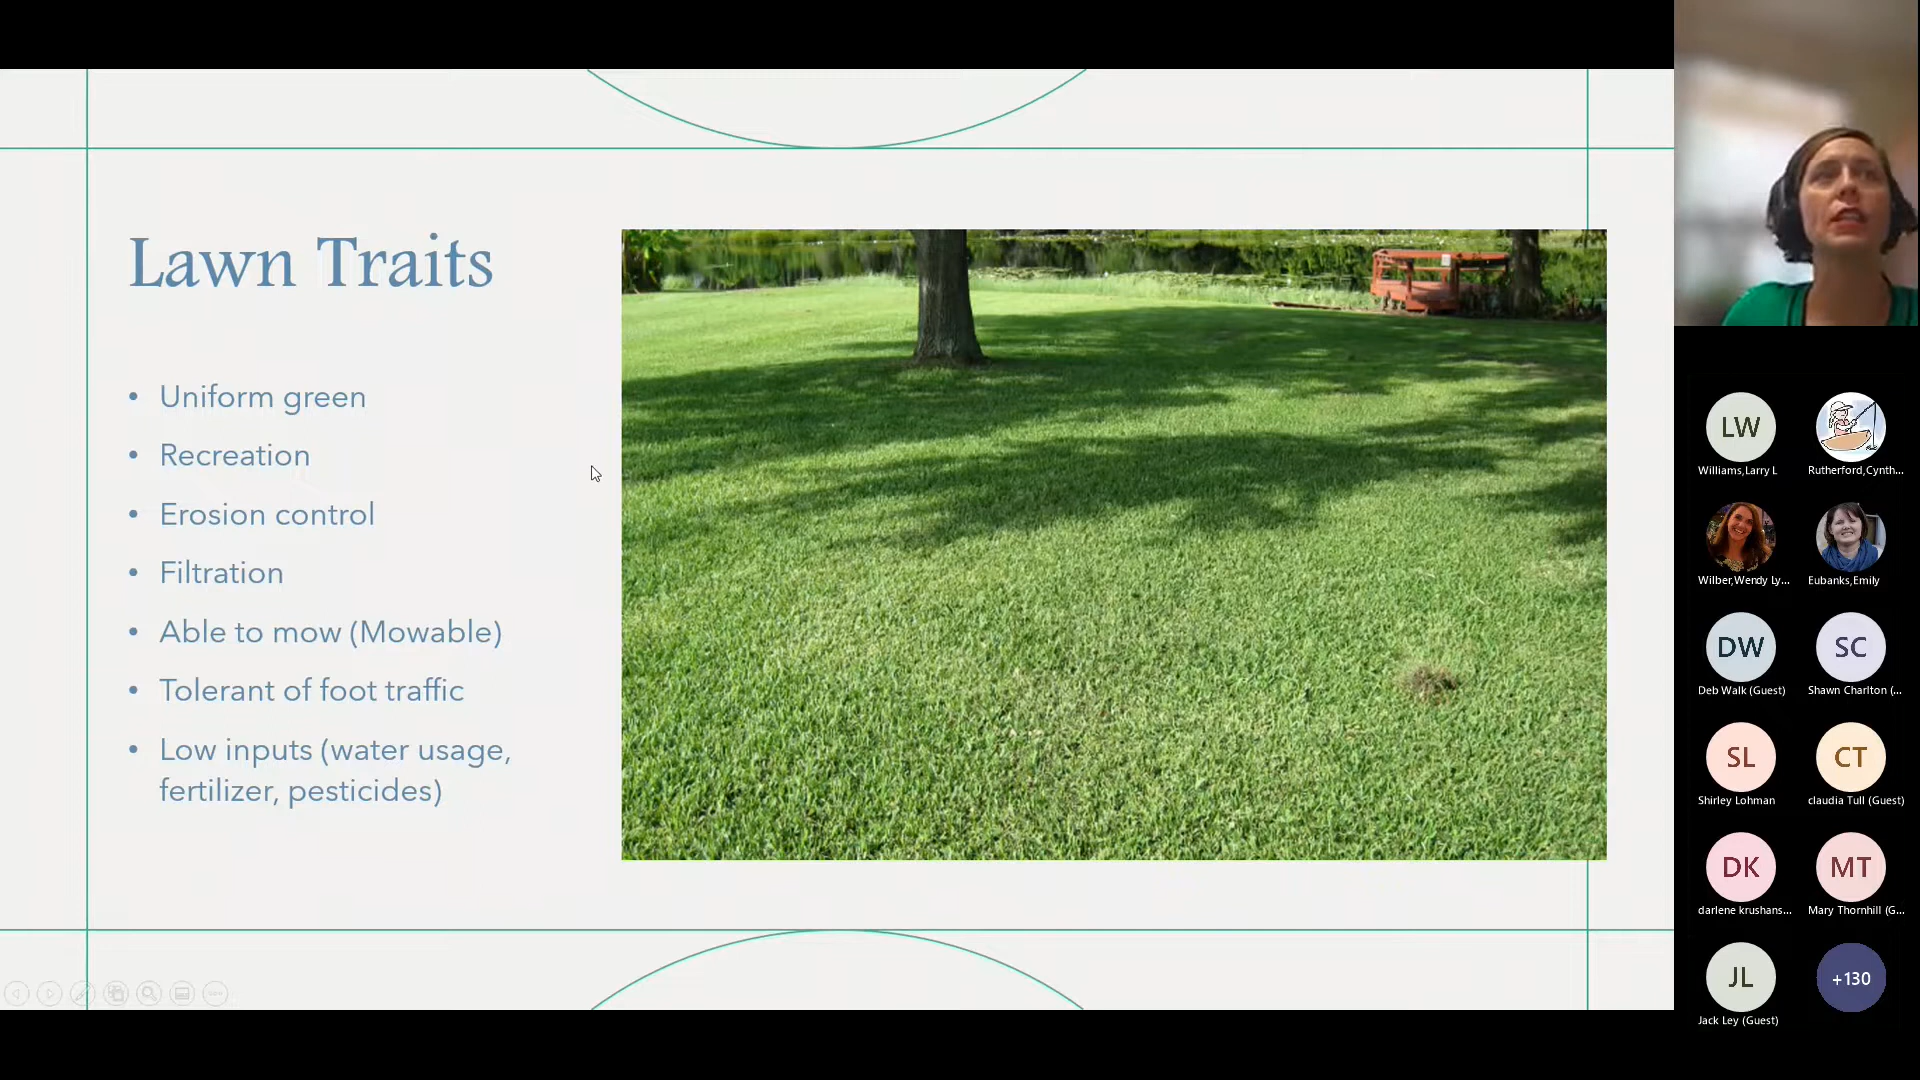 Lawn Traits
• Uniform green
• Recreation
• Erosion control
• Filtration
• Able to mow (Mowable)
• Tolerant of foot traffic
• Low inputs (water usage,
fertilizer, pesticides)
LW
Williams,Larry L
Rutherford,Cynth...
Wilber,Wendy Ly...
Eubanks,Emily
DW
Deb Walk (Guest)
SC
Shawn Charlton (...
SL
Shirley Lohman
CT
claudia Tull (Guest)
DK
darlene krushans...
MT
Mary Thornhill (G...
JL
Jack Ley (Guest)
+130